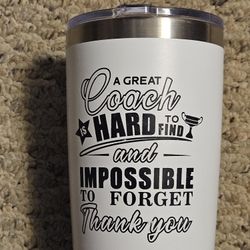 A GREAT
Coach
IS HARD TO FIND
and
IMPOSSIBLE
TO FORGET
Thank you